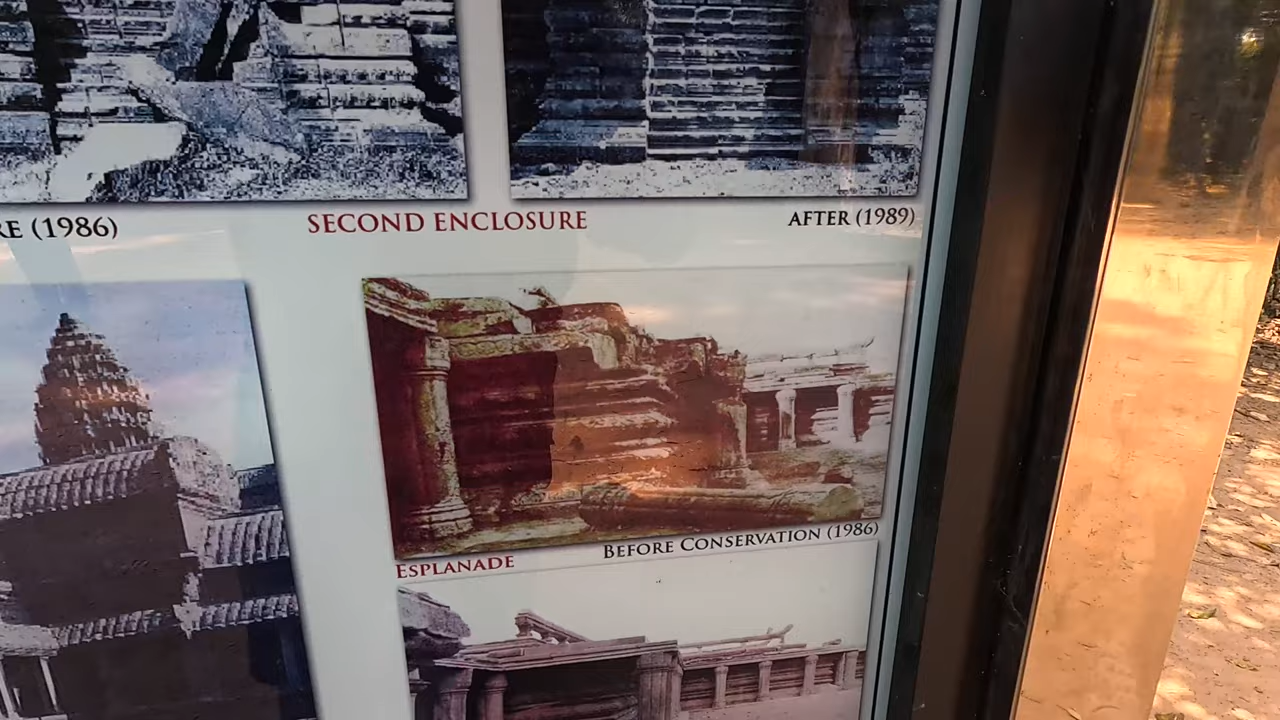 RE (1986)
SECOND ENCLOSURE
AFTER (1989)
BEFORE CONSERVATION (1986)
ESPLANADE